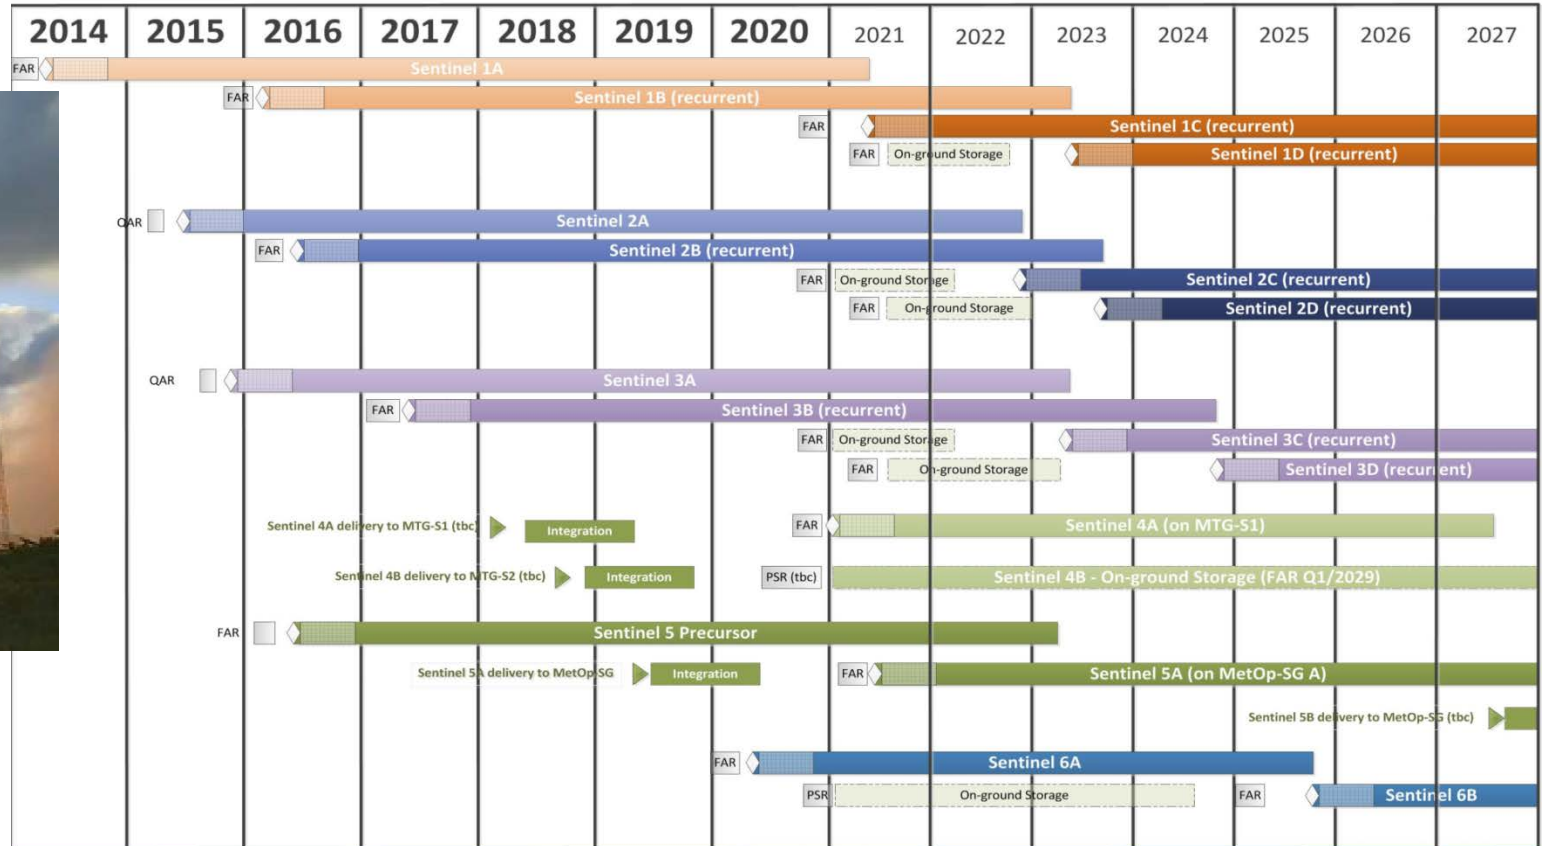 2014 2015 2016 2017 2018 2019 2020 2021 2022 2023 2024 2025 2026 2027
FAR Sentinel 1A
FAR Sentinel 1B (recurrent)
FAR Sentinel 1C (recurrent)
FAR On-ground Storage Sentinel 1D (recurrent)
QAR Sentinel 2A
FAR Sentinel 2B (recurrent)
FAR On-ground Storage Sentinel 2C (recurrent)
FAR On-ground Storage Sentinel 2D (recurrent)
QAR Sentinel 3A
FAR Sentinel 3B (recurrent)
FAR On-ground Storage Sentinel 3C (recurrent)
FAR On-ground Storage Sentinel 3D (recurrent)
Sentinel 4A delivery to MTG-S1 (tbc) Integration FAR Sentinel 4A (on MTG-S1)
Sentinel 4B delivery to MTG-S2 (tbc) Integration PSR (tbc) Sentinel 4B - On-ground Storage (FAR Q1/2029)
FAR Sentinel 5 Precursor
Sentinel 5A delivery to MetOp-SG Integration FAR Sentinel 5A (on MetOp-SG A)
Sentinel 5B delivery to MetOp-SG (tbc)
FAR Sentinel 6A
PSR On-ground Storage FAR Sentinel 6B